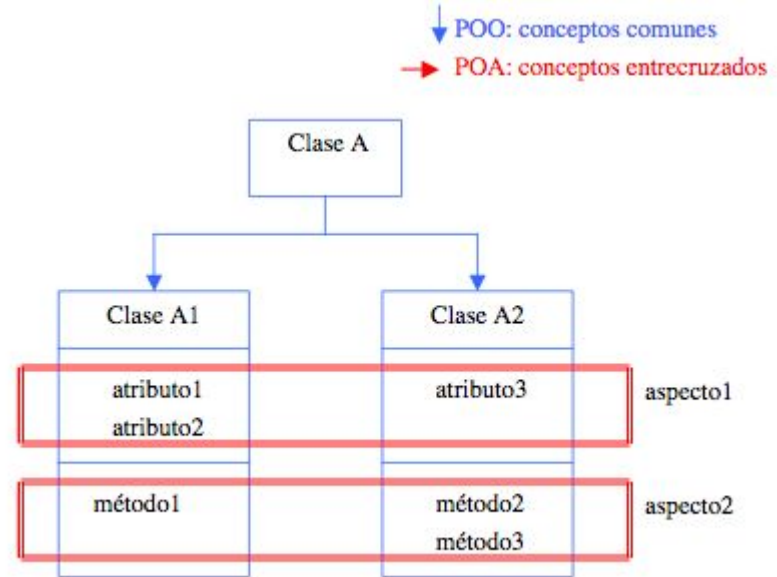 POO: conceptos comunes
POA: conceptos entrecruzados
Clase A
Clase A1
Clase A2
atributo1
atributo3
aspecto1
atributo2
método1
método2
aspecto2
método3